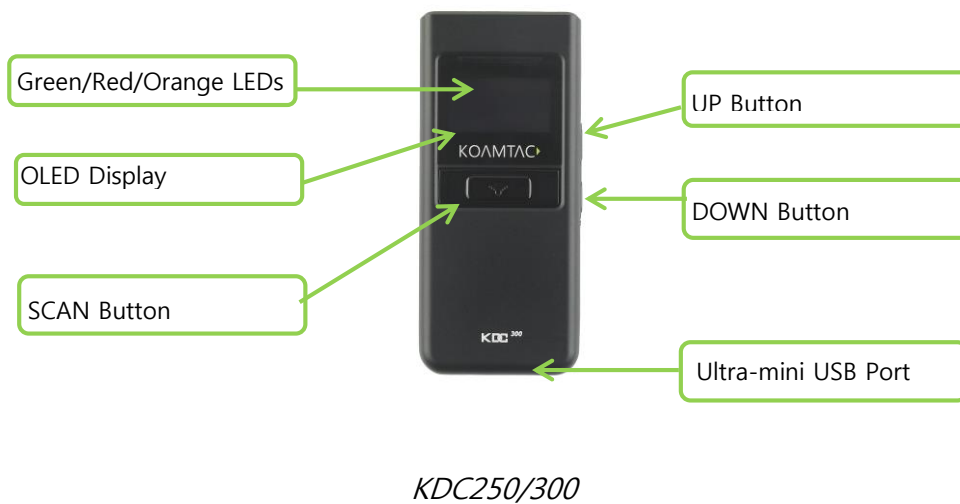 Green/Red/Orange LEDs
UP Button
KOAMTAC
OLED Display
DOWN Button
SCAN Button
KDC 300
Ultra-mini USB Port
KDC250/300